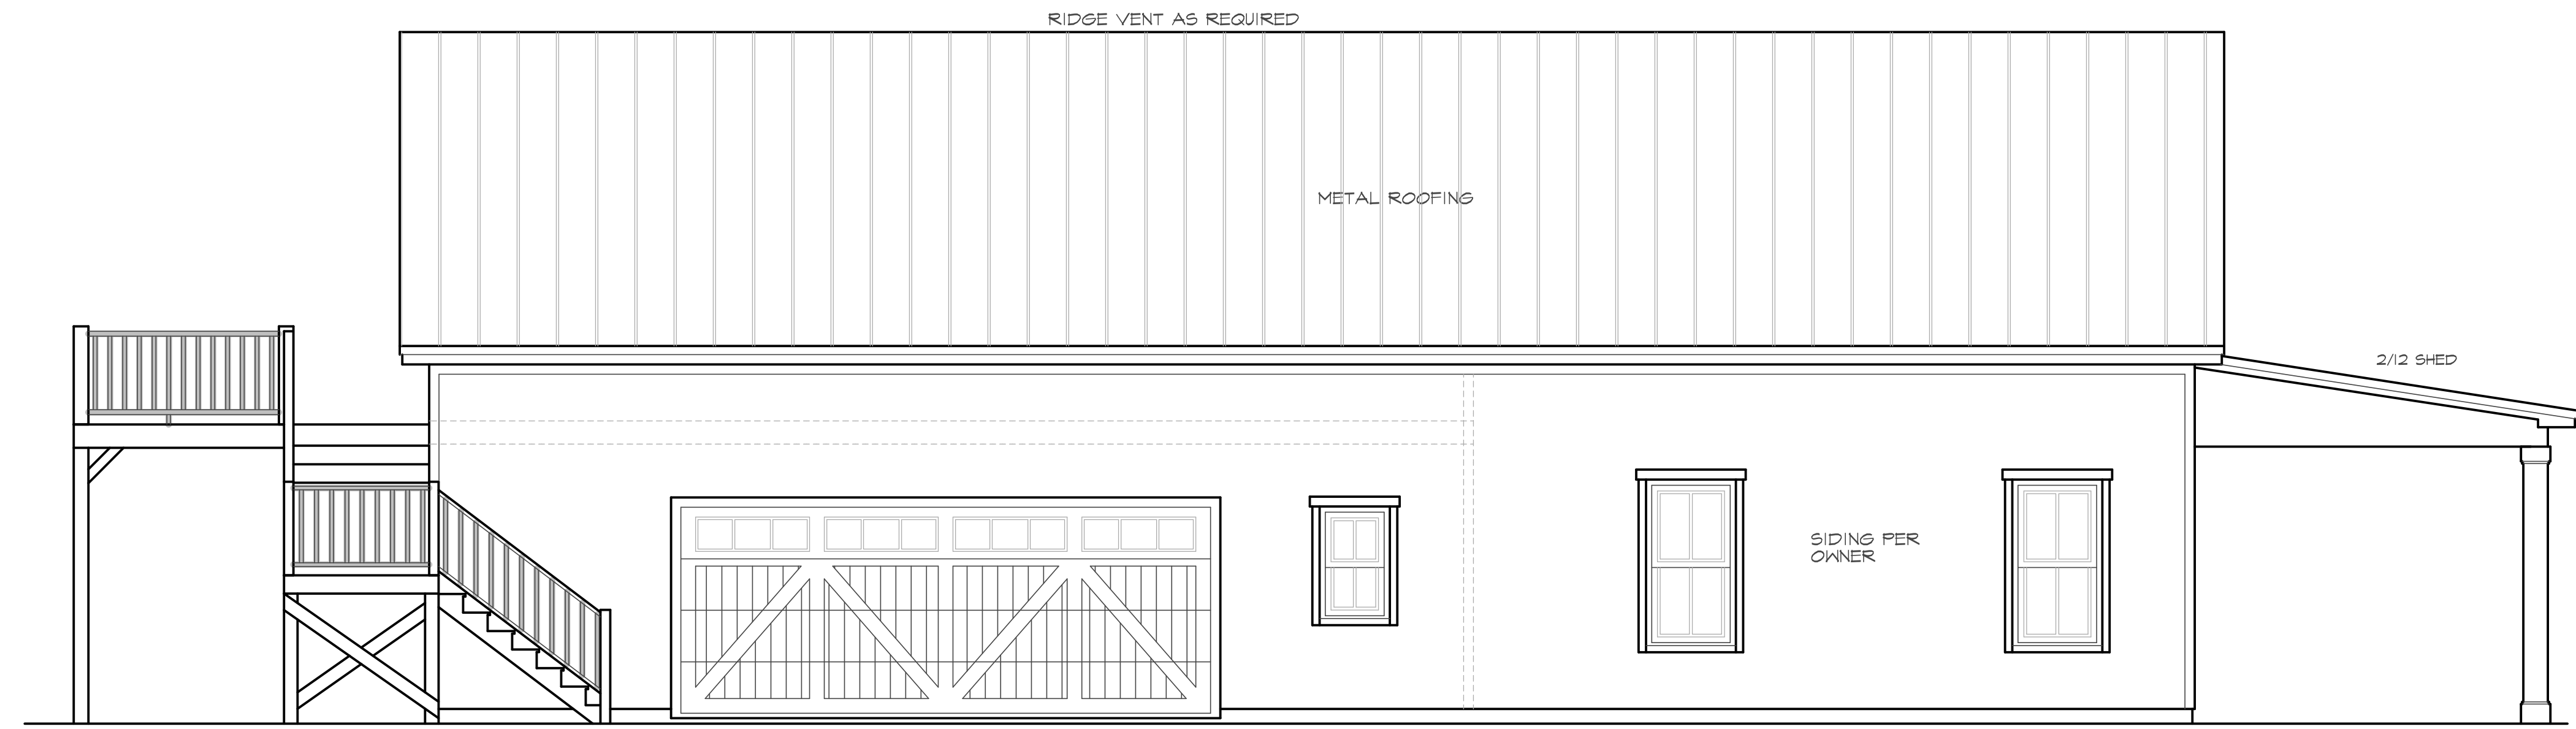 RIDGE VENT AS REQUIRED
METAL ROOFING
2/12 SHED
SIDING PER
OWNER